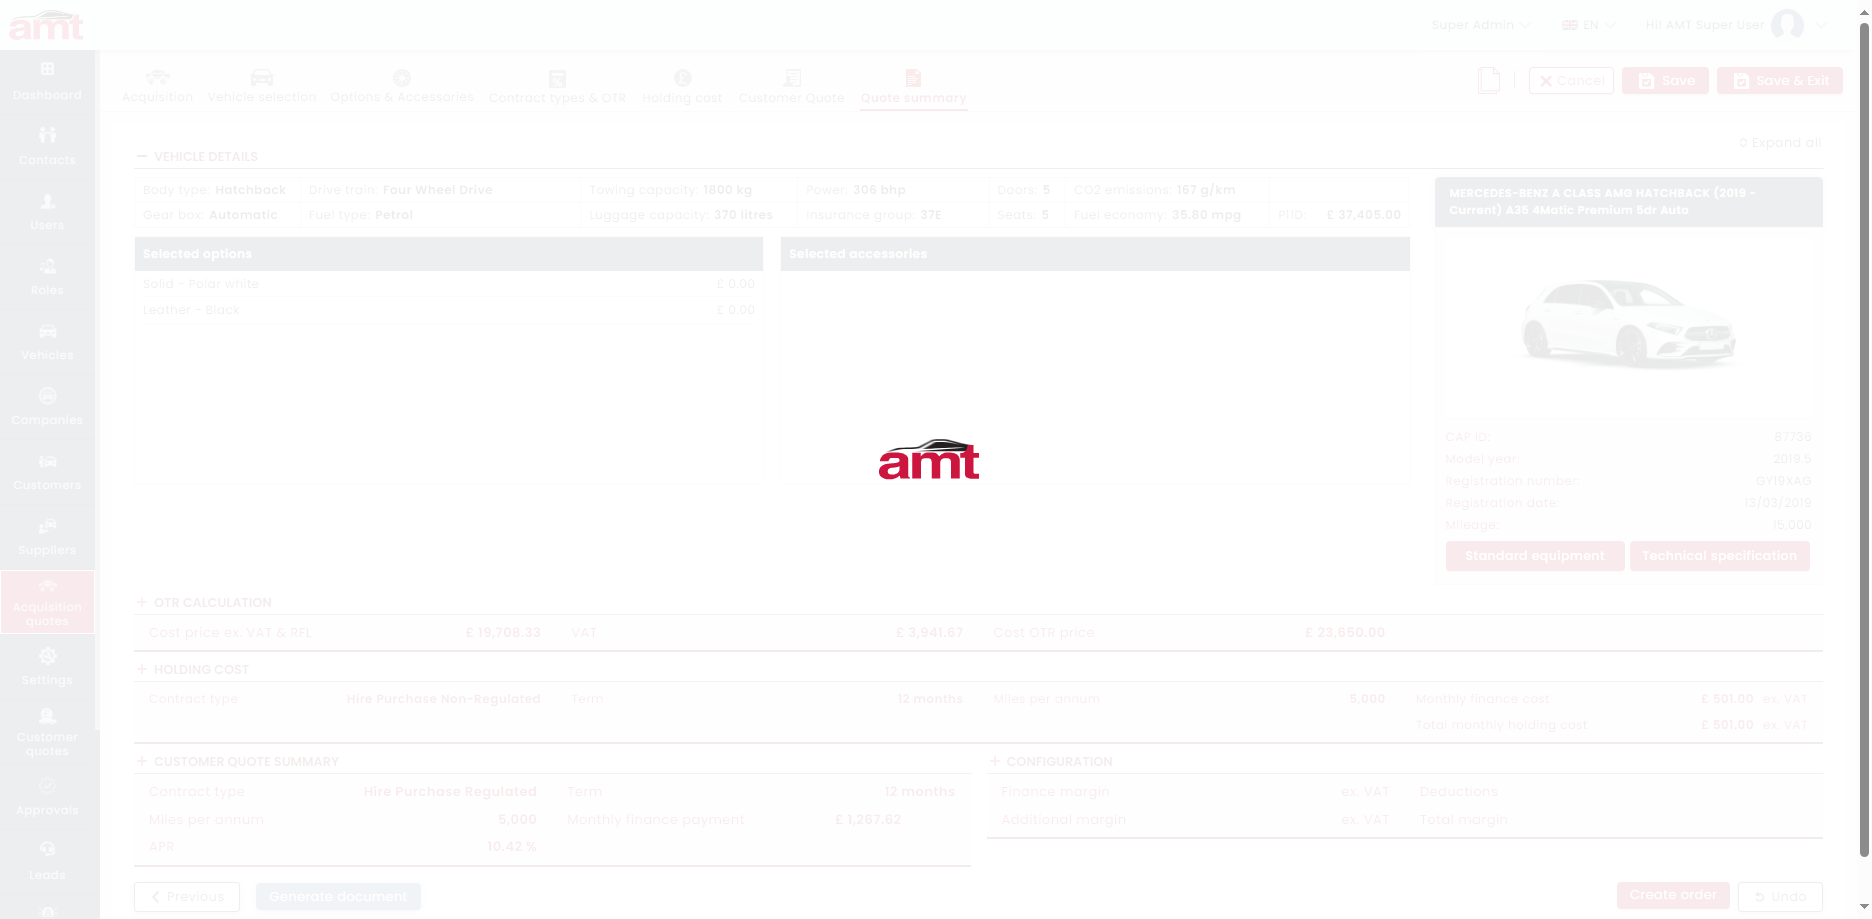 amt
Super Admin
EN
Hi! AMT Super User
Dashboard
Contacts
Users
Roles
Vehicles
Companies
Customers
Suppliers
Acquisition
quotes
Settings
Customer
quotes
Approvals
Leads
Acquisition
Vehicle selection
Options & Accessories
Contract types & OTR
Holding cost
Customer Quote
Quote summary
Cancel
Save
Save & Exit
Expand all
VEHICLE DETAILS
Body type: Hatchback Drive train: Four Wheel Drive Towing capacity: 1800 kg Power: 306 bhp Doors: 5 CO2 emissions: 167 g/km
Gear box: Automatic Fuel type: Petrol Luggage capacity: 370 litres Insurance group: 37E Seats: 5 Fuel economy: 35.80 mpg P11D: £ 37,405.00
Selected options
Solid - Polar white £ 0.00
Leather - Black £ 0.00
Selected accessories
MERCEDES-BENZ A CLASS AMG HATCHBACK (2019 -
Current) A35 4Matic Premium 5dr Auto
CAP ID: 87736
Model year: 2019.5
Registration number: GY19XAG
Registration date: 13/03/2019
Mileage: 15,000
Standard equipment
Technical specification
amt
OTR CALCULATION
Cost price ex. VAT & RFL £ 19,708.33 VAT £ 3,941.67 Cost OTR price £ 23,650.00
HOLDING COST
Contract type Hire Purchase Non-Regulated Term 12 months Miles per annum 5,000 Monthly finance cost £ 501.00 ex. VAT
Total monthly holding cost £ 501.00 ex. VAT
CUSTOMER QUOTE SUMMARY
Contract type Hire Purchase Regulated Term 12 months
Miles per annum 5,000 Monthly finance payment £ 1,267.62
APR 10.42 %
CONFIGURATION
Finance margin ex. VAT Deductions
Additional margin ex. VAT Total margin
Previous
Generate document
Create order
Undo